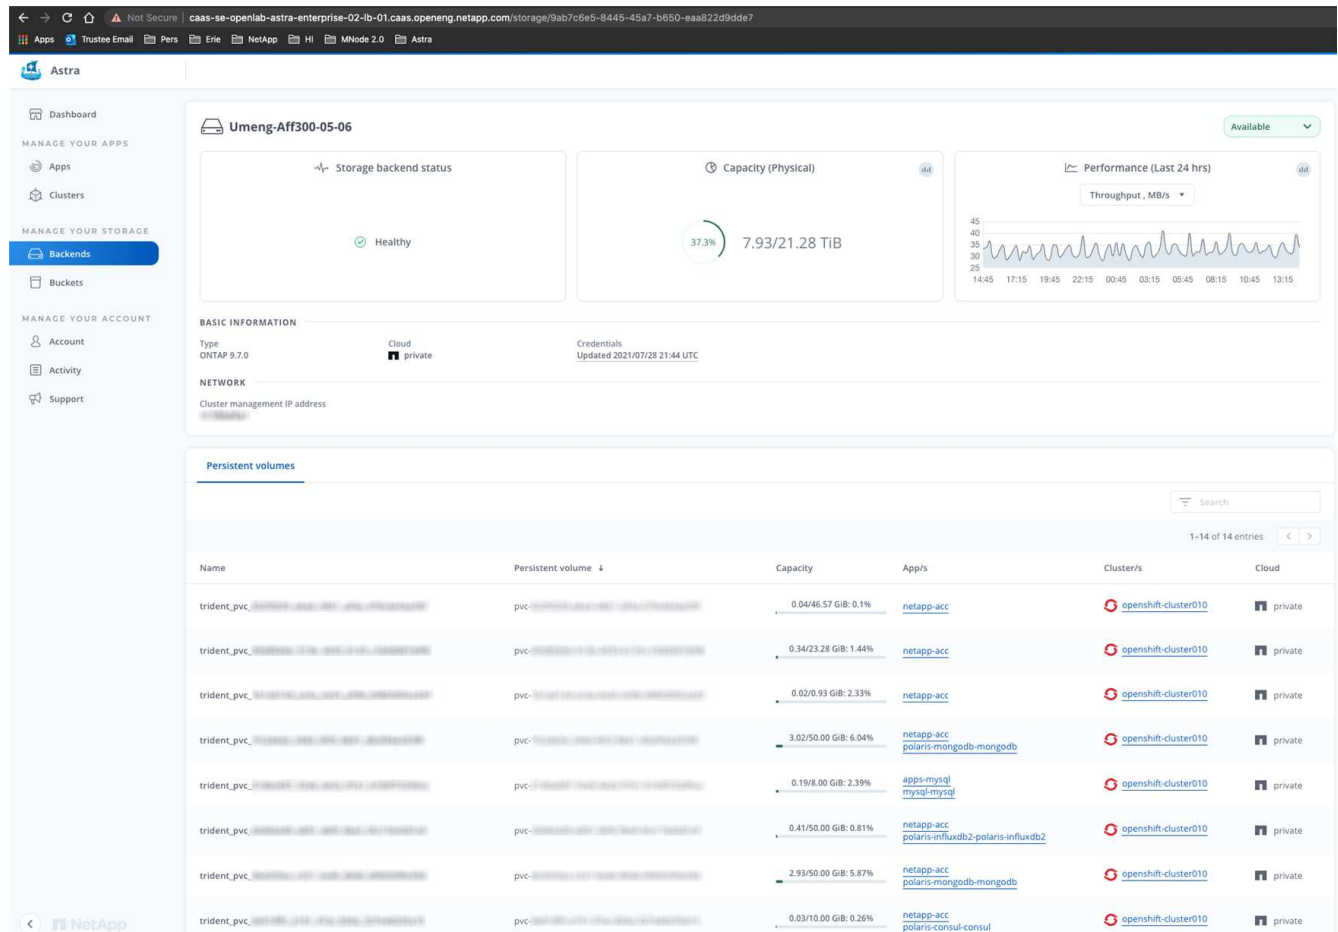 Not Secure | caas-se-openlab-astra-enterprise-02-lb-01.caas.openeng.netapp.com/storage/9ab7c6e5-8445-45a7-b650-eaa822d9dde7
Apps Trustee Email Pers Erie NetApp HI MNode 2.0 Astra
Astra
Dashboard
MANAGE YOUR APPS
Apps
Clusters
MANAGE YOUR STORAGE
Backends
Buckets
MANAGE YOUR ACCOUNT
Account
Activity
Support
NetApp
Umeng-Aff300-05-06
Available
Storage backend status
Healthy
Capacity (Physical)
37.3%
7.93/21.28 TiB
Performance (Last 24 hrs)
Throughput , MB/s
45
40
35
30
25
14:45 17:15 19:45 22:15 00:45 03:15 05:45 08:15 10:45 13:15
BASIC INFORMATION
Type Cloud Credentials
ONTAP 9.7.0 private Updated 2021/07/28 21:44 UTC
NETWORK
Cluster management IP address
Persistent volumes
Search
1–14 of 14 entries
Name Persistent volume Capacity App/s Cluster/s Cloud
trident_pvc_ pvc- 0.04/46.57 GiB: 0.1% netapp-acc openshift-cluster010 private
trident_pvc_ pvc- 0.34/23.28 GiB: 1.44% netapp-acc openshift-cluster010 private
trident_pvc_ pvc- 0.02/0.93 GiB: 2.33% netapp-acc openshift-cluster010 private
trident_pvc_ pvc- 3.02/50.00 GiB: 6.04% netapp-acc openshift-cluster010 private
polaris-mongodb-mongodb
trident_pvc_ pvc- 0.19/8.00 GiB: 2.39% apps-mysql openshift-cluster010 private
mysql-mysql
trident_pvc_ pvc- 0.41/50.00 GiB: 0.81% netapp-acc openshift-cluster010 private
polaris-influxdb2-polaris-influxdb2
trident_pvc_ pvc- 2.93/50.00 GiB: 5.87% netapp-acc openshift-cluster010 private
polaris-mongodb-mongodb
trident_pvc_ pvc- 0.03/10.00 GiB: 0.26% netapp-acc openshift-cluster010 private
polaris-consul-consul